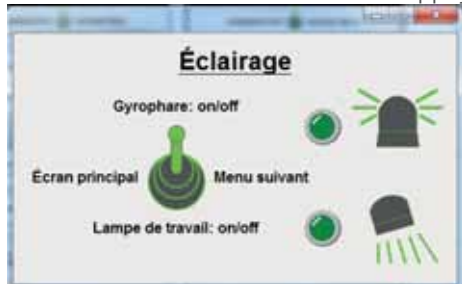 Éclairage
Gyrophare: on/off
Écran principal
Menu suivant
Lampe de travail: on/off